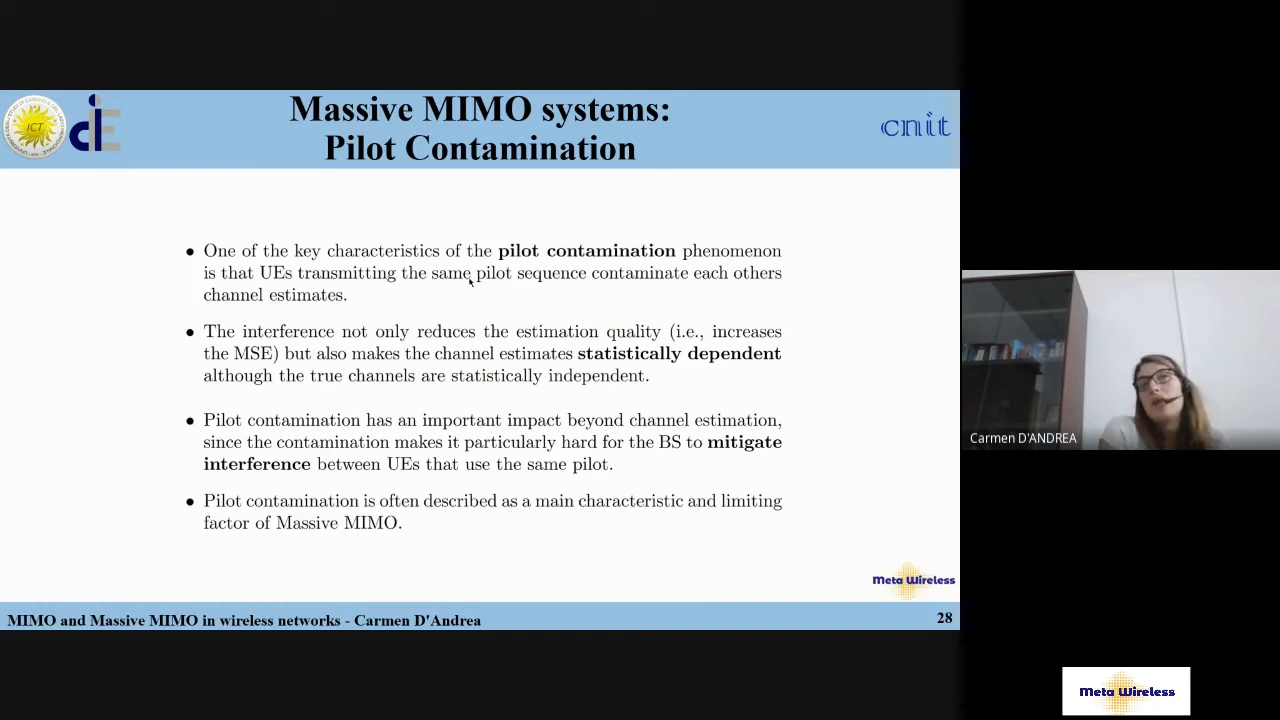 Massive MIMO systems:
Pilot Contamination
ICT
cnit
• One of the key characteristics of the pilot contamination phenomenon
is that UEs transmitting the same pilot sequence contaminate each others
channel estimates.
• The interference not only reduces the estimation quality (i.e., increases
the MSE) but also makes the channel estimates statistically dependent
although the true channels are statistically independent.
• Pilot contamination has an important impact beyond channel estimation,
since the contamination makes it particularly hard for the BS to mitigate
interference between UEs that use the same pilot.
• Pilot contamination is often described as a main characteristic and limiting
factor of Massive MIMO.
Meta Wireless
MIMO and Massive MIMO in wireless networks - Carmen D'Andrea
28
Carmen D'ANDREA
Meta Wireless